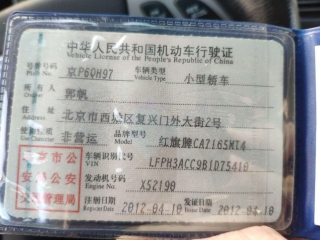 中华人民共和国机动车行驶证
Vehicle License of the People's Republic of China
号牌号码 京P6QH97 车辆类型 小型轿车
Plate No. Vehicle Type
所有人 郭帆
Owner
住址 北京市西城区复兴门外大街2号
Address
使用性质 非营运 品牌型号 红旗牌CA7165MT4
Use Character Model
车辆识别代号 LFPH3ACC9B1D75410
VIN
发动机号码 X52190
Engine No.
注册日期 2012-04-10 发证日期 2012-04-10
Register Date Issue Date
北京市公
安局公安
交通管理局